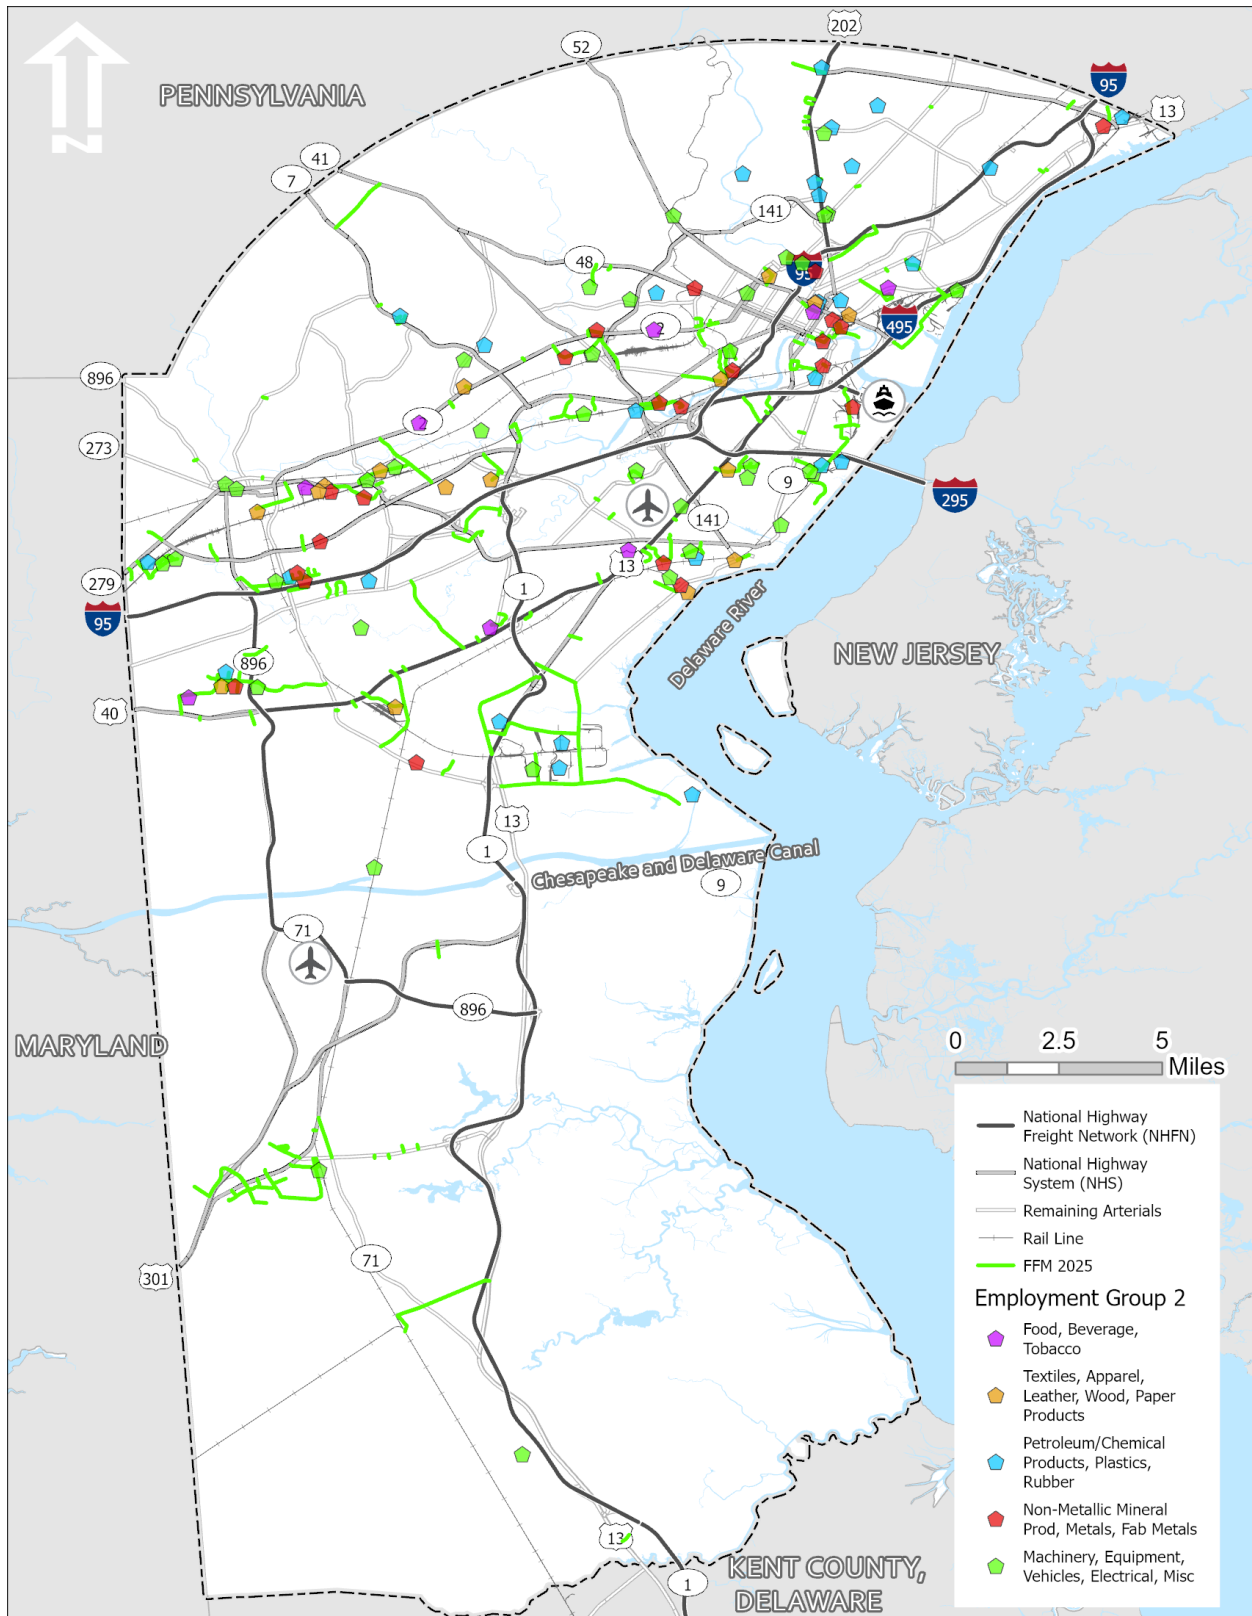 202
52
95
13
PENNSYLVANIA
N
41
7
141
48
95
2
495
896
2
273
9
295
141
13
279
1
95
Delaware River
NEW JERSEY
896
40
13
1
Chesapeake and Delaware Canal
9
71
896
MARYLAND
0 2.5 5
Miles
National Highway
Freight Network (NHFN)
National Highway
System (NHS)
Remaining Arterials
Rail Line
FFM 2025
Employment Group 2
Food, Beverage,
Tobacco
Textiles, Apparel,
Leather, Wood, Paper
Products
Petroleum/Chemical
Products, Plastics,
Rubber
Non-Metallic Mineral
Prod, Metals, Fab Metals
Machinery, Equipment,
Vehicles, Electrical, Misc
71
301
13
KENT COUNTY,
DELAWARE
1